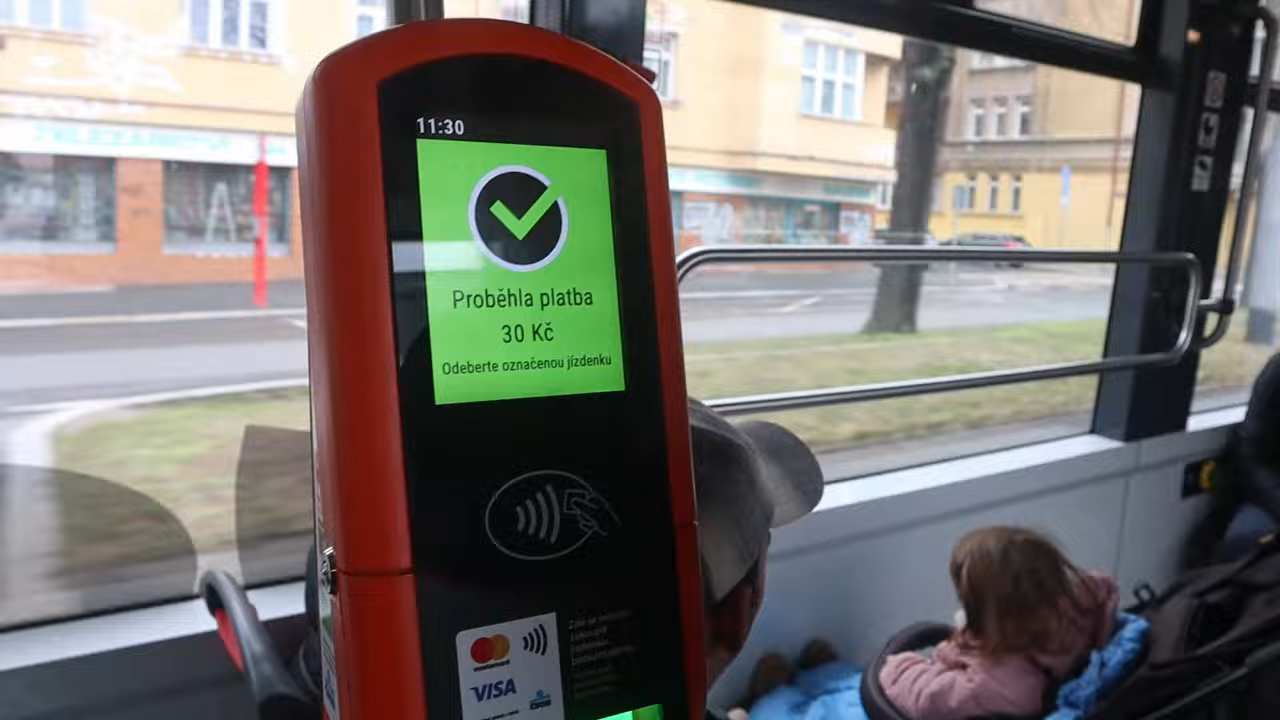 11:30
Proběhla platba
30 Kč
Odeberte označenou jízdenku
mastercard
VISA